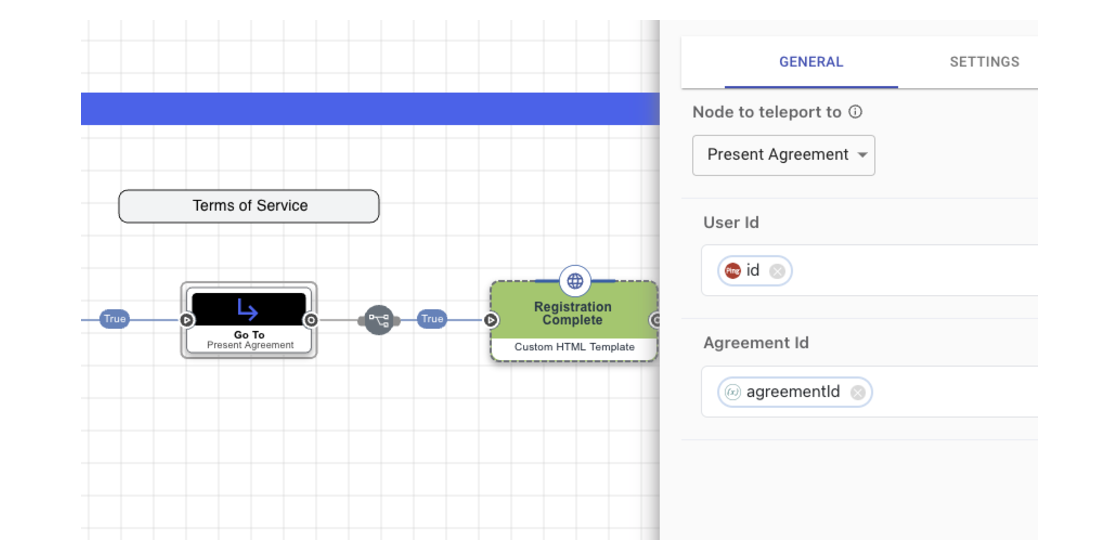 GENERAL
SETTINGS
Node to teleport to
Present Agreement
Terms of Service
User Id
Ping
id
True
Go To
Present Agreement
True
Registration
Complete
Custom HTML Template
Agreement Id
(x)
agreementId